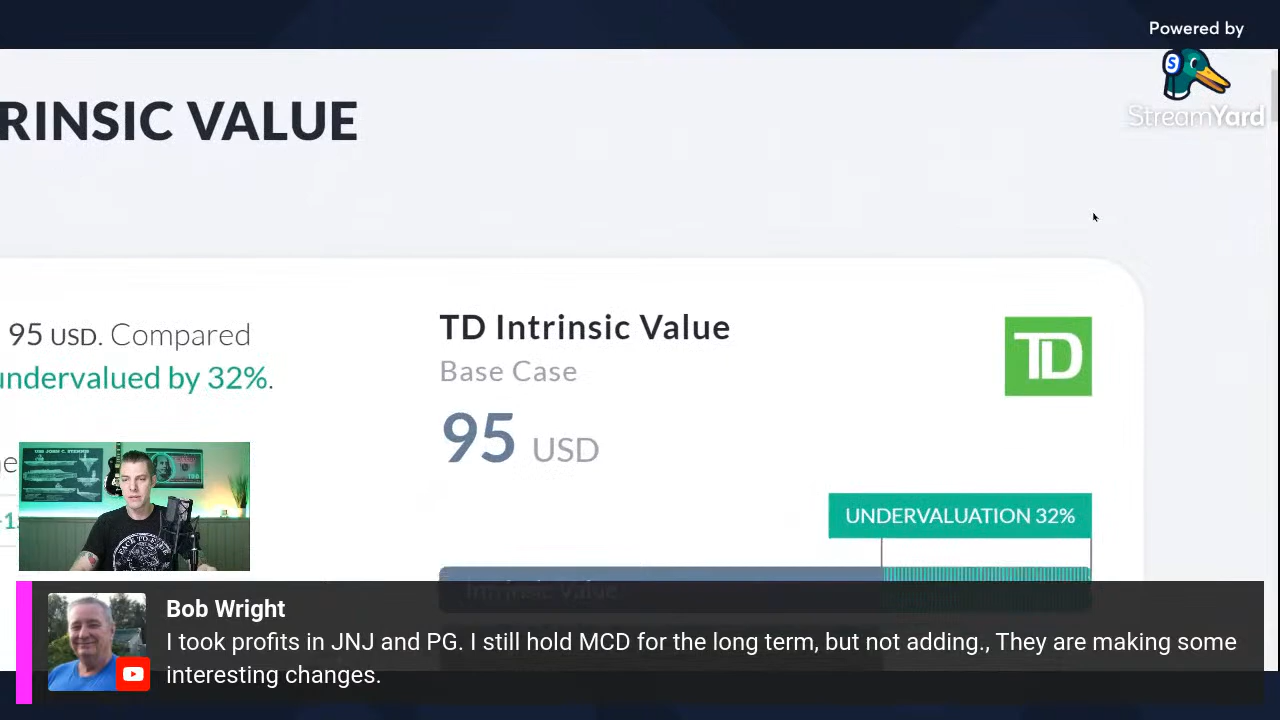 Powered by
StreamYard
RINSIC VALUE
95 USD. Compared
undervalued by 32%.
TD Intrinsic Value
Base Case
95 USD
TD
UNDERVALUATION 32%
Intrinsic Value
Bob Wright
I took profits in JNJ and PG. I still hold MCD for the long term, but not adding., They are making some
interesting changes.